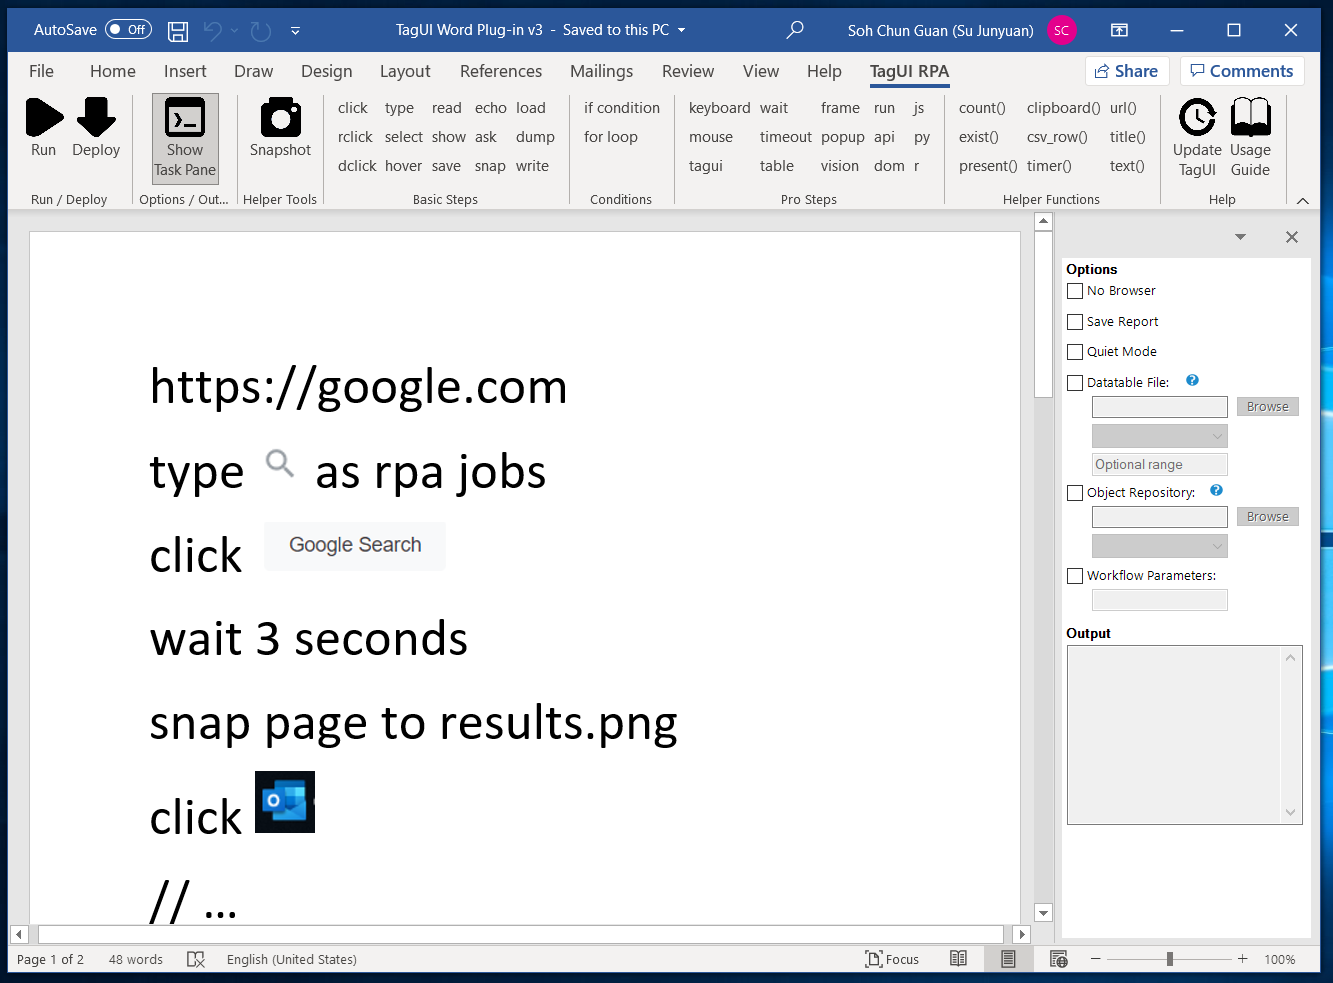 AutoSave Off TagUI Word Plug-in v3 - Saved to this PC Soh Chun Guan (Su Junyuan) SC
File Home Insert Draw Design Layout References Mailings Review View Help TagUI RPA Share Comments
Run
Deploy
Run / Deploy
Show
Task Pane
Options / Out...
Snapshot
Helper Tools
click type read echo load
rclick select show ask dump
dclick hover save snap write
Basic Steps
if condition
for loop
Conditions
keyboard wait frame run js
mouse timeout popup api py
tagui table vision dom r
Pro Steps
count() clipboard() url()
exist() csv_row() title()
present() timer() text()
Helper Functions
Update
TagUI
Usage
Guide
Help
https://google.com
type as rpa jobs
click Google Search
wait 3 seconds
snap page to results.png
click
// ...
Options
No Browser
Save Report
Quiet Mode
Datatable File: ?
Browse
Optional range
Object Repository: ?
Browse
Workflow Parameters:
Output
Page 1 of 2 48 words English (United States) Focus 100%